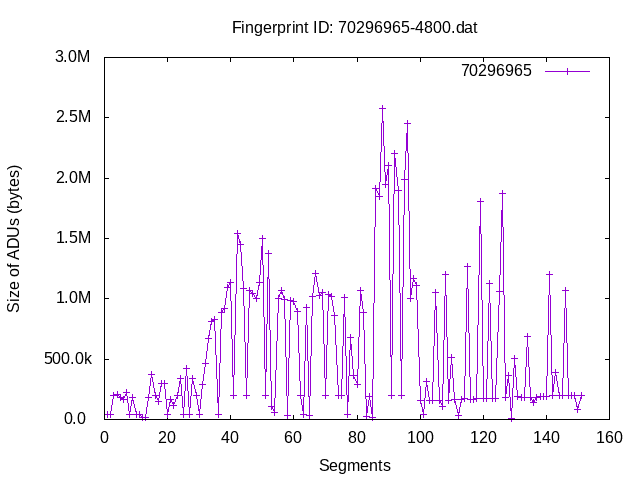 Fingerprint ID: 70296965-4800.dat
70296965
3.0M
2.5M
2.0M
1.5M
1.0M
500.0k
0.0
Size of ADUs (bytes)
0 20 40 60 80 100 120 140 160
Segments